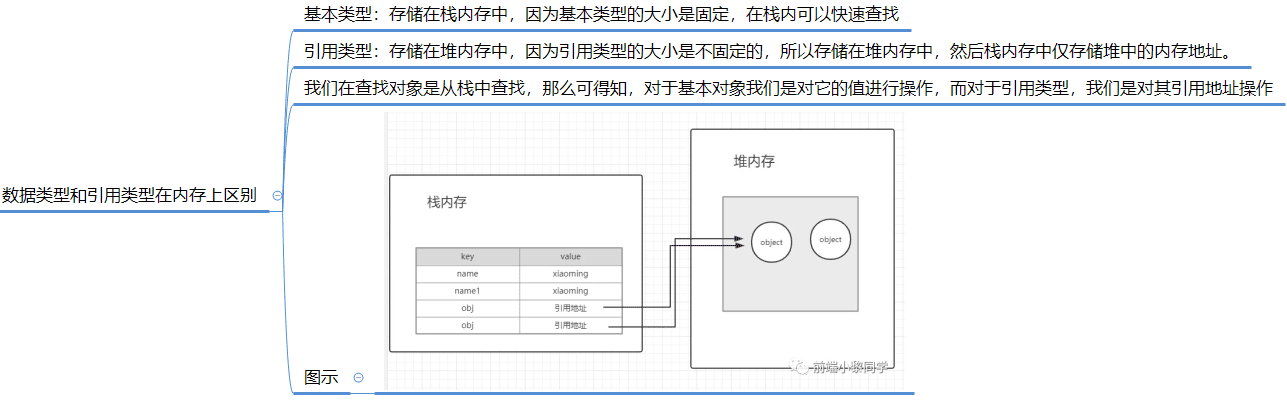 基本类型：存储在栈内存中，因为基本类型的大小是固定，在栈内可以快速查找
引用类型：存储在堆内存中，因为引用类型的大小是不固定的，所以存储在堆内存中，然后栈内存中仅存储堆中的内存地址。
我们在查找对象是从栈中查找，那么可得知，对于基本对象我们是对它的值进行操作，而对于引用类型，我们是对其引用地址操作
数据类型和引用类型在内存上区别
栈内存
key value
name xiaoming
name1 xiaoming
obj 引用地址
obj 引用地址
堆内存
object object
前端小黎同学
图示